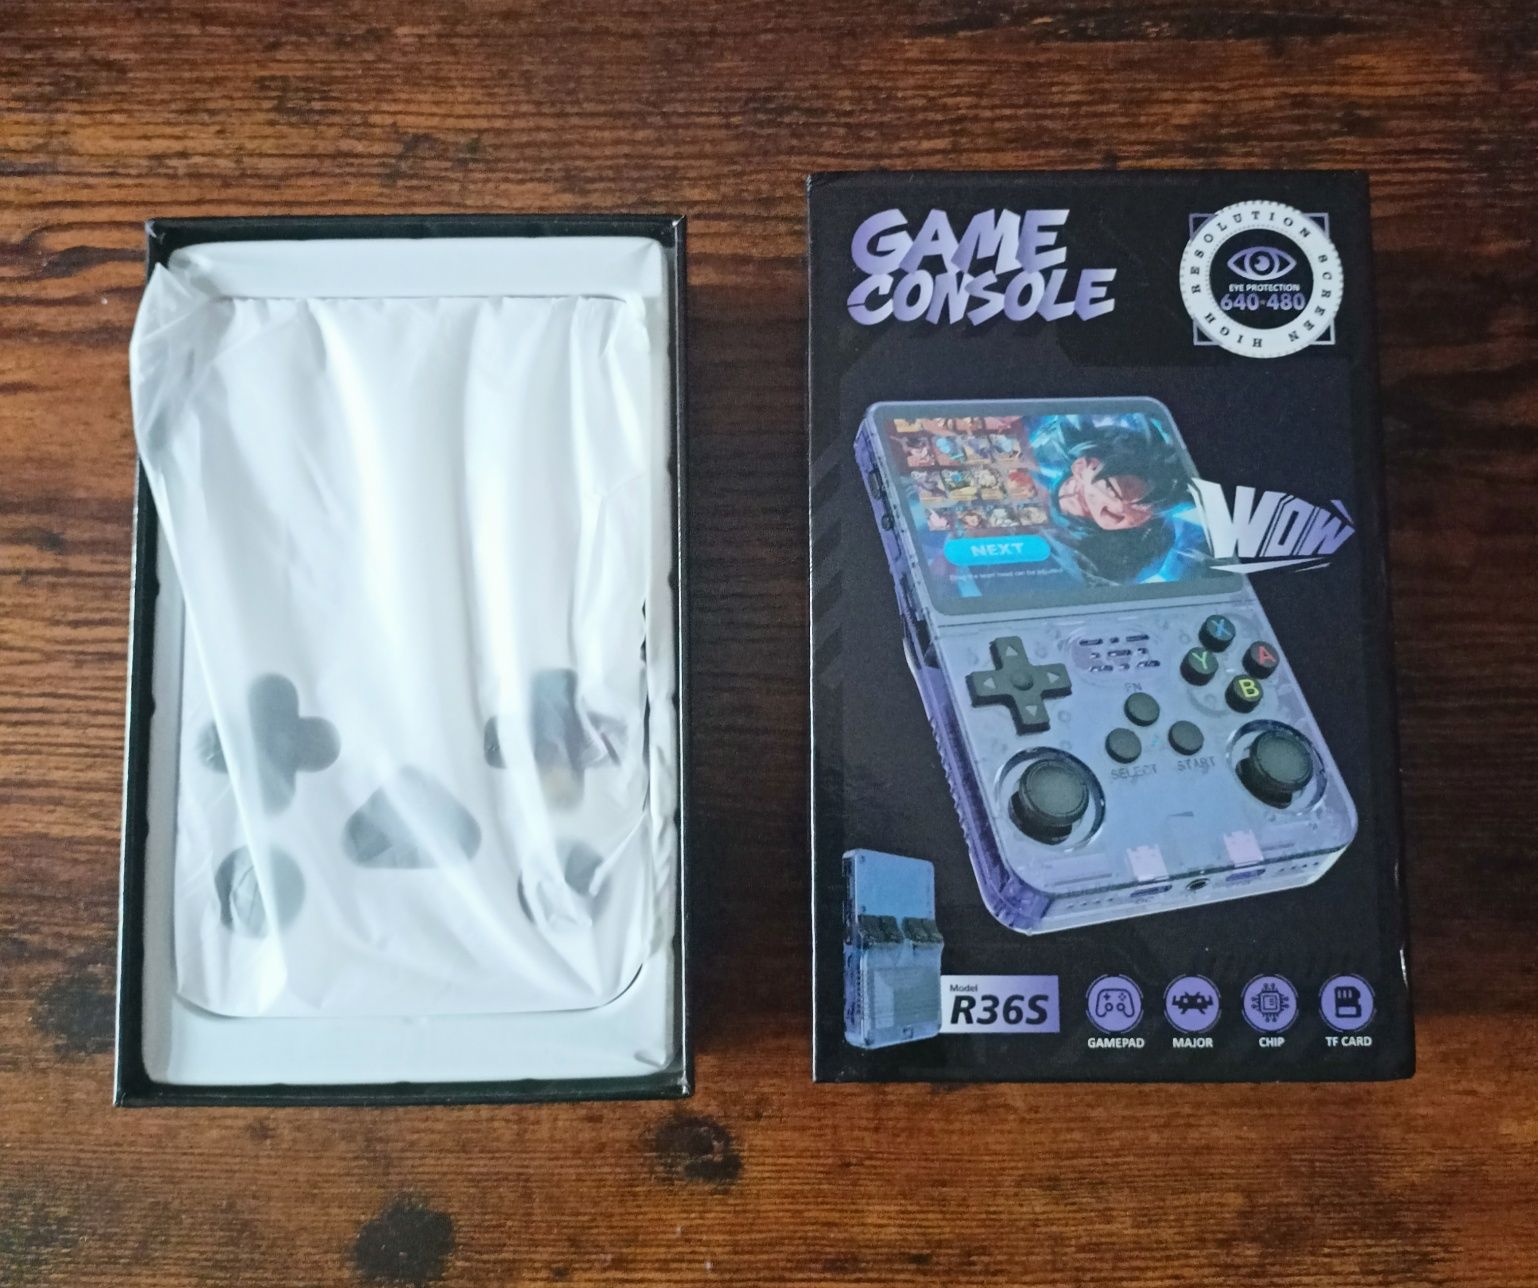 GAME
CONSOLE
HIGH RESOLUTION SCREEN
EYE PROTECTION
640*480
WOW
NEXT
X
Y
A
B
FN
SELECT
START
Model
R36S
GAMEPAD
MAJOR
CHIP
TF CARD